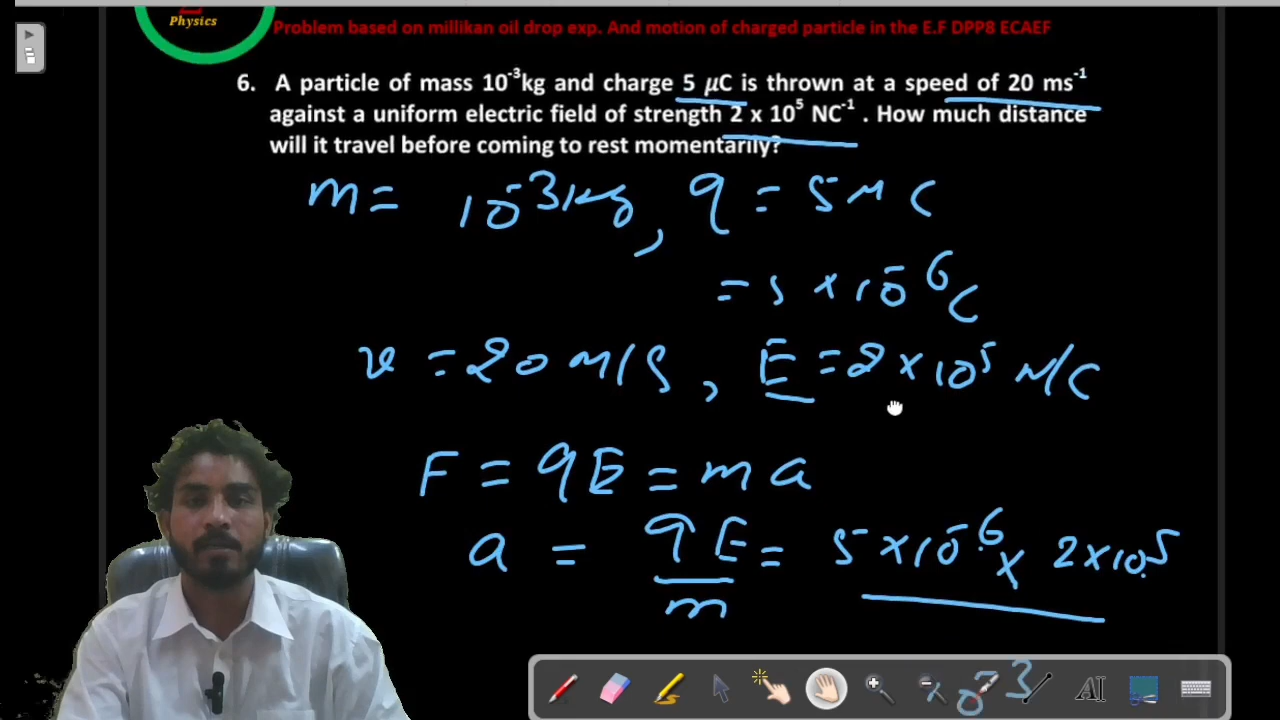 Physics
Problem based on millikan oil drop exp. And motion of charged particle in the E.F DPP8 ECAEF
6. A particle of mass 10⁻³kg and charge 5 μC is thrown at a speed of 20 ms⁻¹
against a uniform electric field of strength 2 x 10⁵ NC⁻¹ . How much distance
will it travel before coming to rest momentarily?
m = 10⁻³kg, q = 5μC
= 5 × 10⁻⁶C
v = 20 m/s, E = 2 × 10⁵ N/C
F = qE = ma
a = qE/m = 5 × 10⁻⁶ × 2 × 10⁵
10⁻³
AI